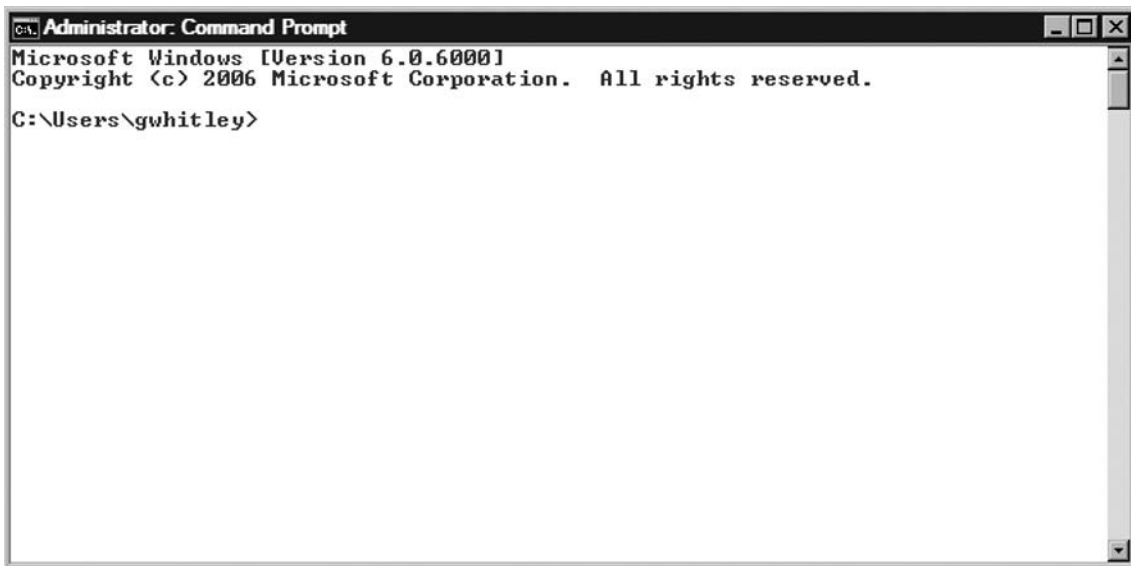 C:\. Administrator: Command Prompt
Microsoft Windows [Version 6.0.6000]
Copyright (c) 2006 Microsoft Corporation.  All rights reserved.
C:\Users\gwhitley>